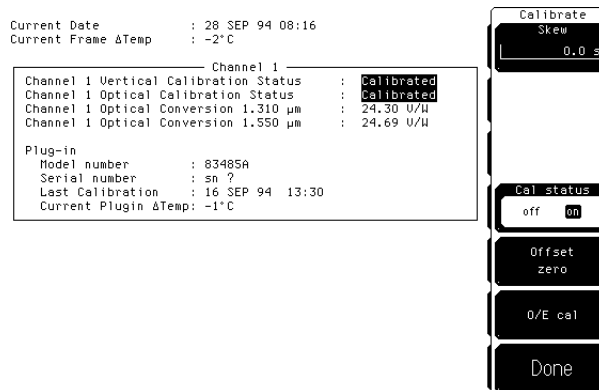 Current Date : 28 SEP 94 08:16
Current Frame ΔTemp : -2°C
Channel 1
Channel 1 Vertical Calibration Status : Calibrated
Channel 1 Optical Calibration Status : Calibrated
Channel 1 Optical Conversion 1.310 µm : 24.30 V/W
Channel 1 Optical Conversion 1.550 µm : 24.69 V/W
Plug-in
Model number : 83485A
Serial number : sn ?
Last Calibration : 16 SEP 94 13:30
Current Plugin ΔTemp: -1°C
Calibrate
Skew
0.0 s
Cal status
off on
Offset
zero
O/E cal
Done